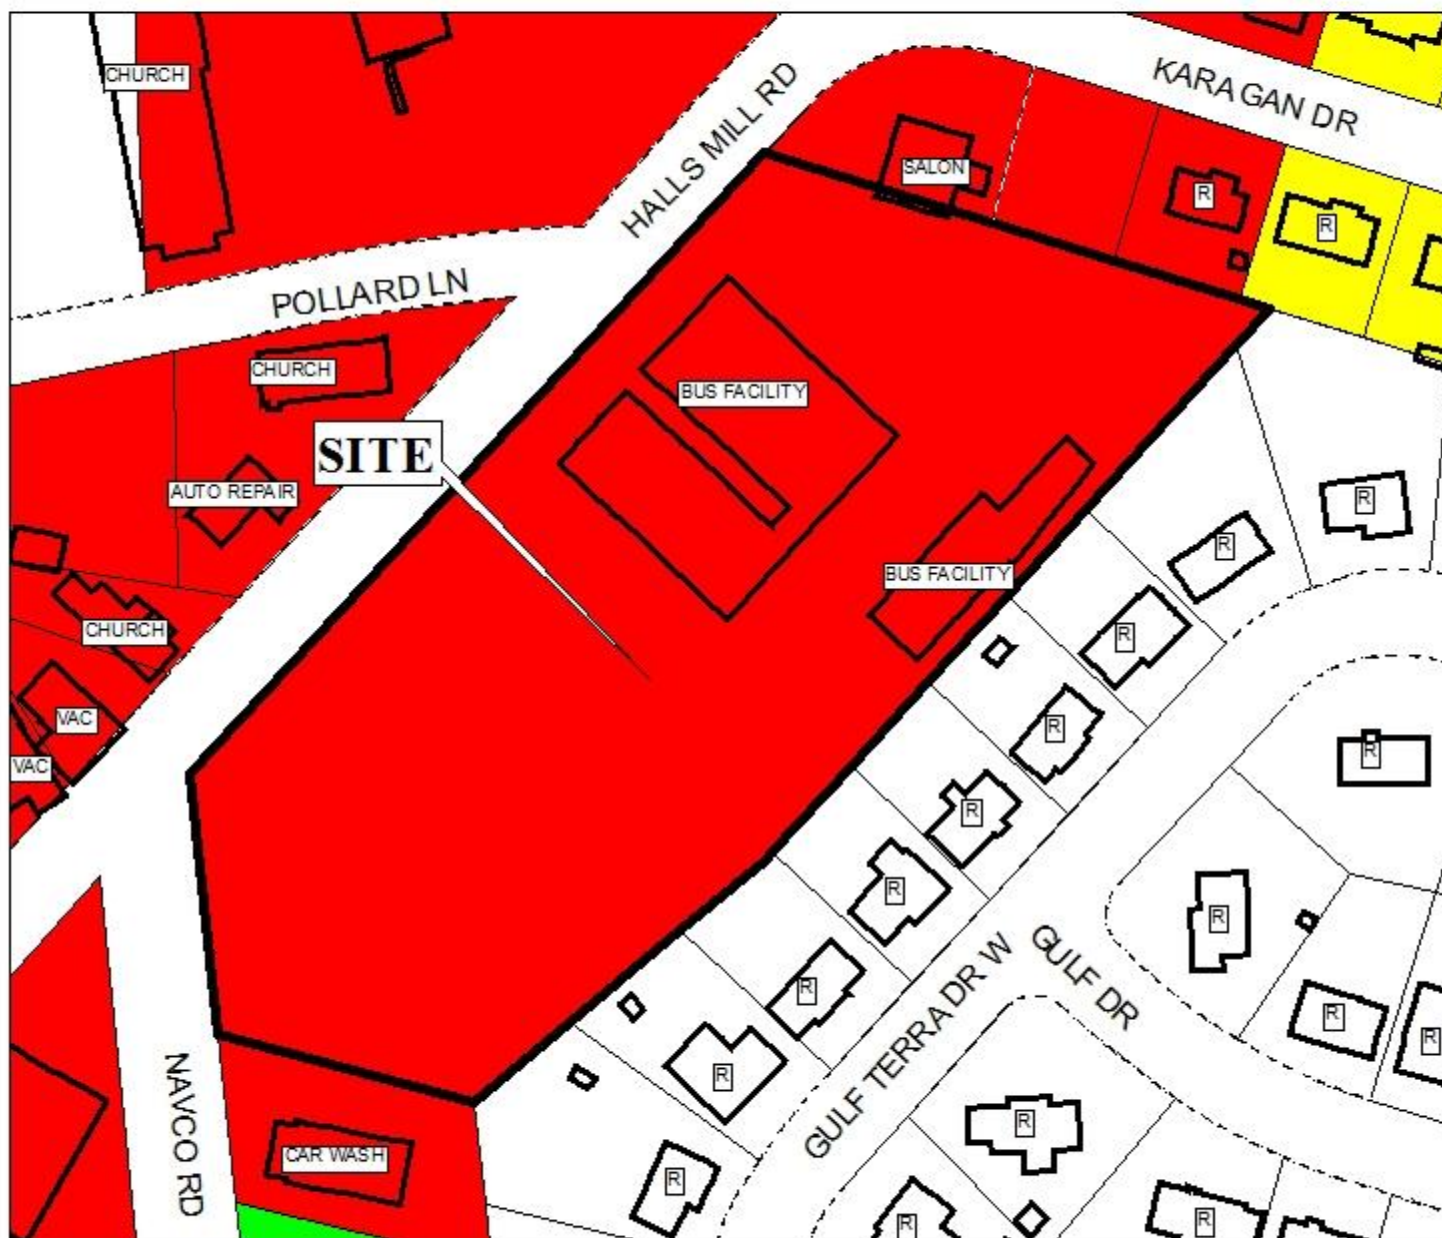 CHURCH
KARAGAN DR
HALLS MILL RD
SALON
R
R
POLLARD LN
CHURCH
BUS FACILITY
SITE
AUTO REPAIR
R
R
BUS FACILITY
CHURCH
R
VAC
R
R
VAC
R
R
R
R
R
R
GULF TERRA DR W
GULF DR
R
NAVCO RD
R
CAR WASH
R
R
R